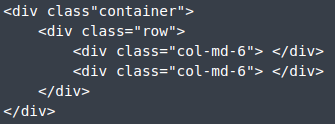 <div class"container">
    <div class="row">
        <div class="col-md-6"> </div>
        <div class="col-md-6"> </div>
    </div>
</div>